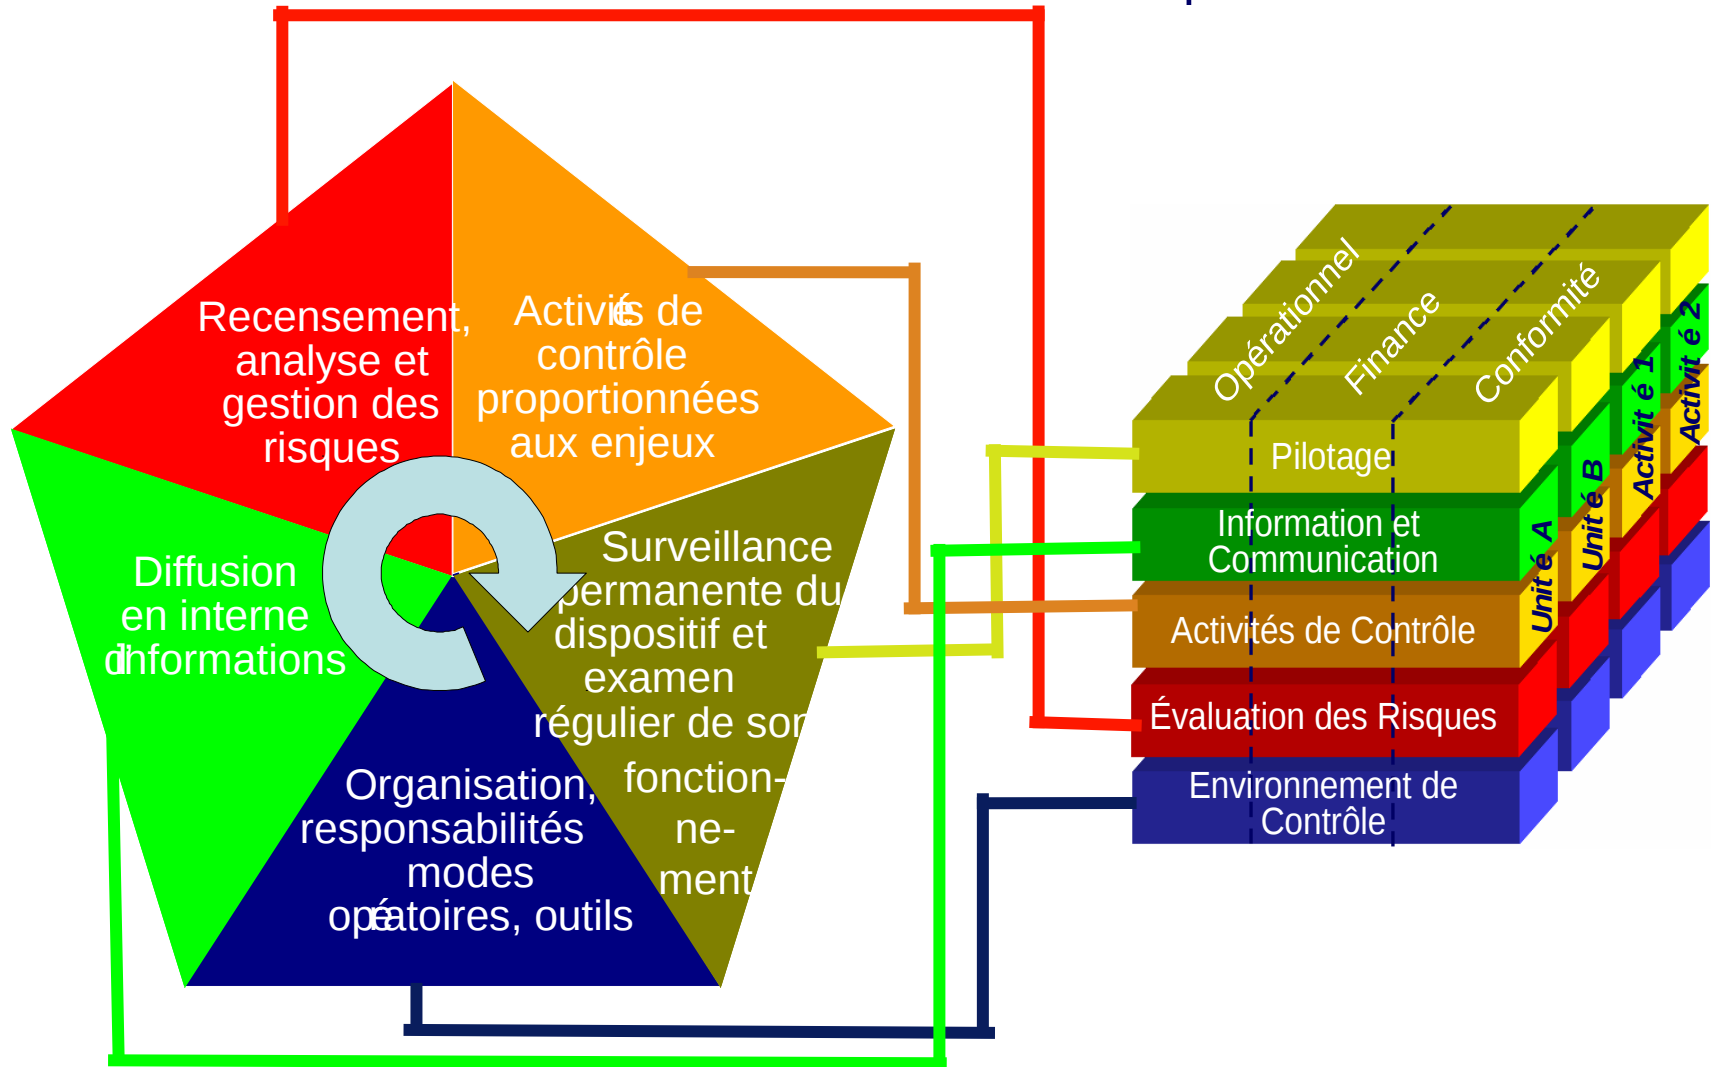 Recensement,
analyse et
gestion des
risques
Activités de
contrôle
proportionnées
aux enjeux
Diffusion
en interne
d'informations
Surveillance
permanente du
dispositif et
examen
régulier de son
fonction-
ne-
ment
Organisation,
responsabilités
modes
opératoires, outils
Opérationnel
Finance
Conformité
Pilotage
Information et
Communication
Activités de Contrôle
Évaluation des Risques
Environnement de
Contrôle
Unité A
Unité B
Activité 1
Activité 2